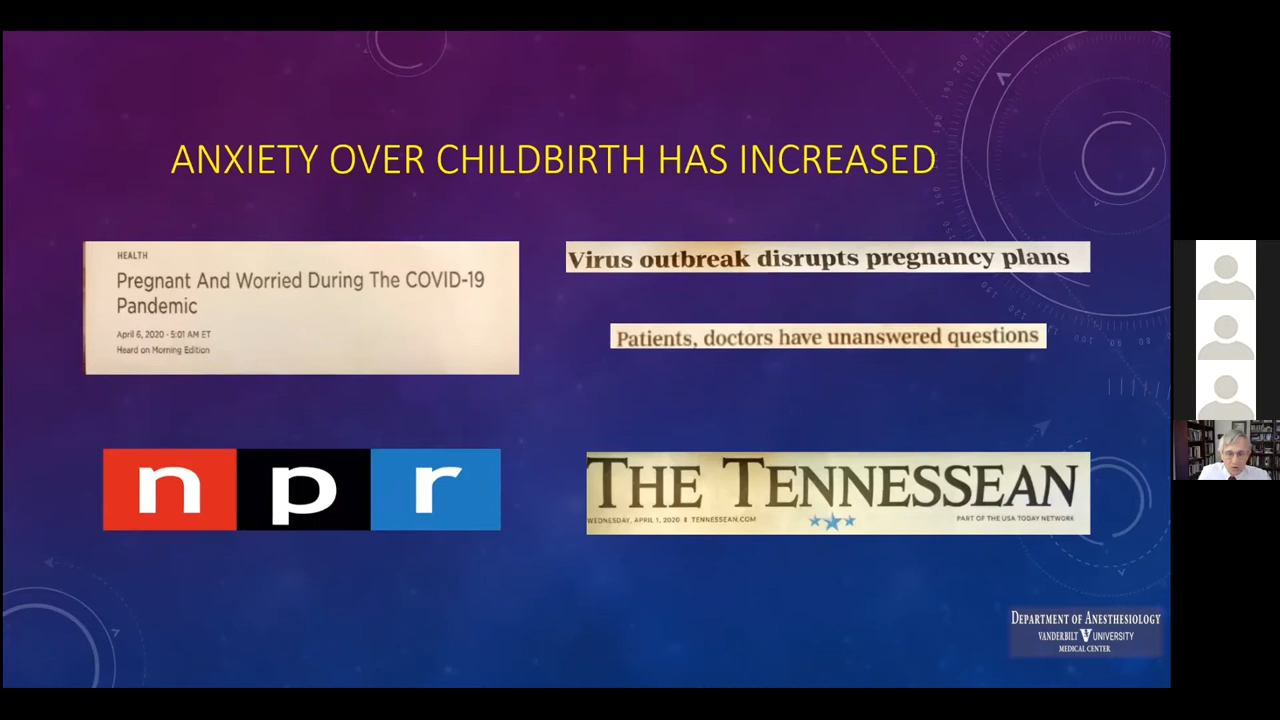 ANXIETY OVER CHILDBIRTH HAS INCREASED
HEALTH
Pregnant And Worried During The COVID-19
Pandemic
April 6, 2020 · 5:01 AM ET
Heard on Morning Edition
Virus outbreak disrupts pregnancy plans
Patients, doctors have unanswered questions
npr
THE TENNESSEAN
WEDNESDAY, APRIL 1, 2020 TENNESSEAN.COM
PART OF THE USA TODAY NETWORK
DEPARTMENT OF ANESTHESIOLOGY
VANDERBILT V UNIVERSITY
MEDICAL CENTER